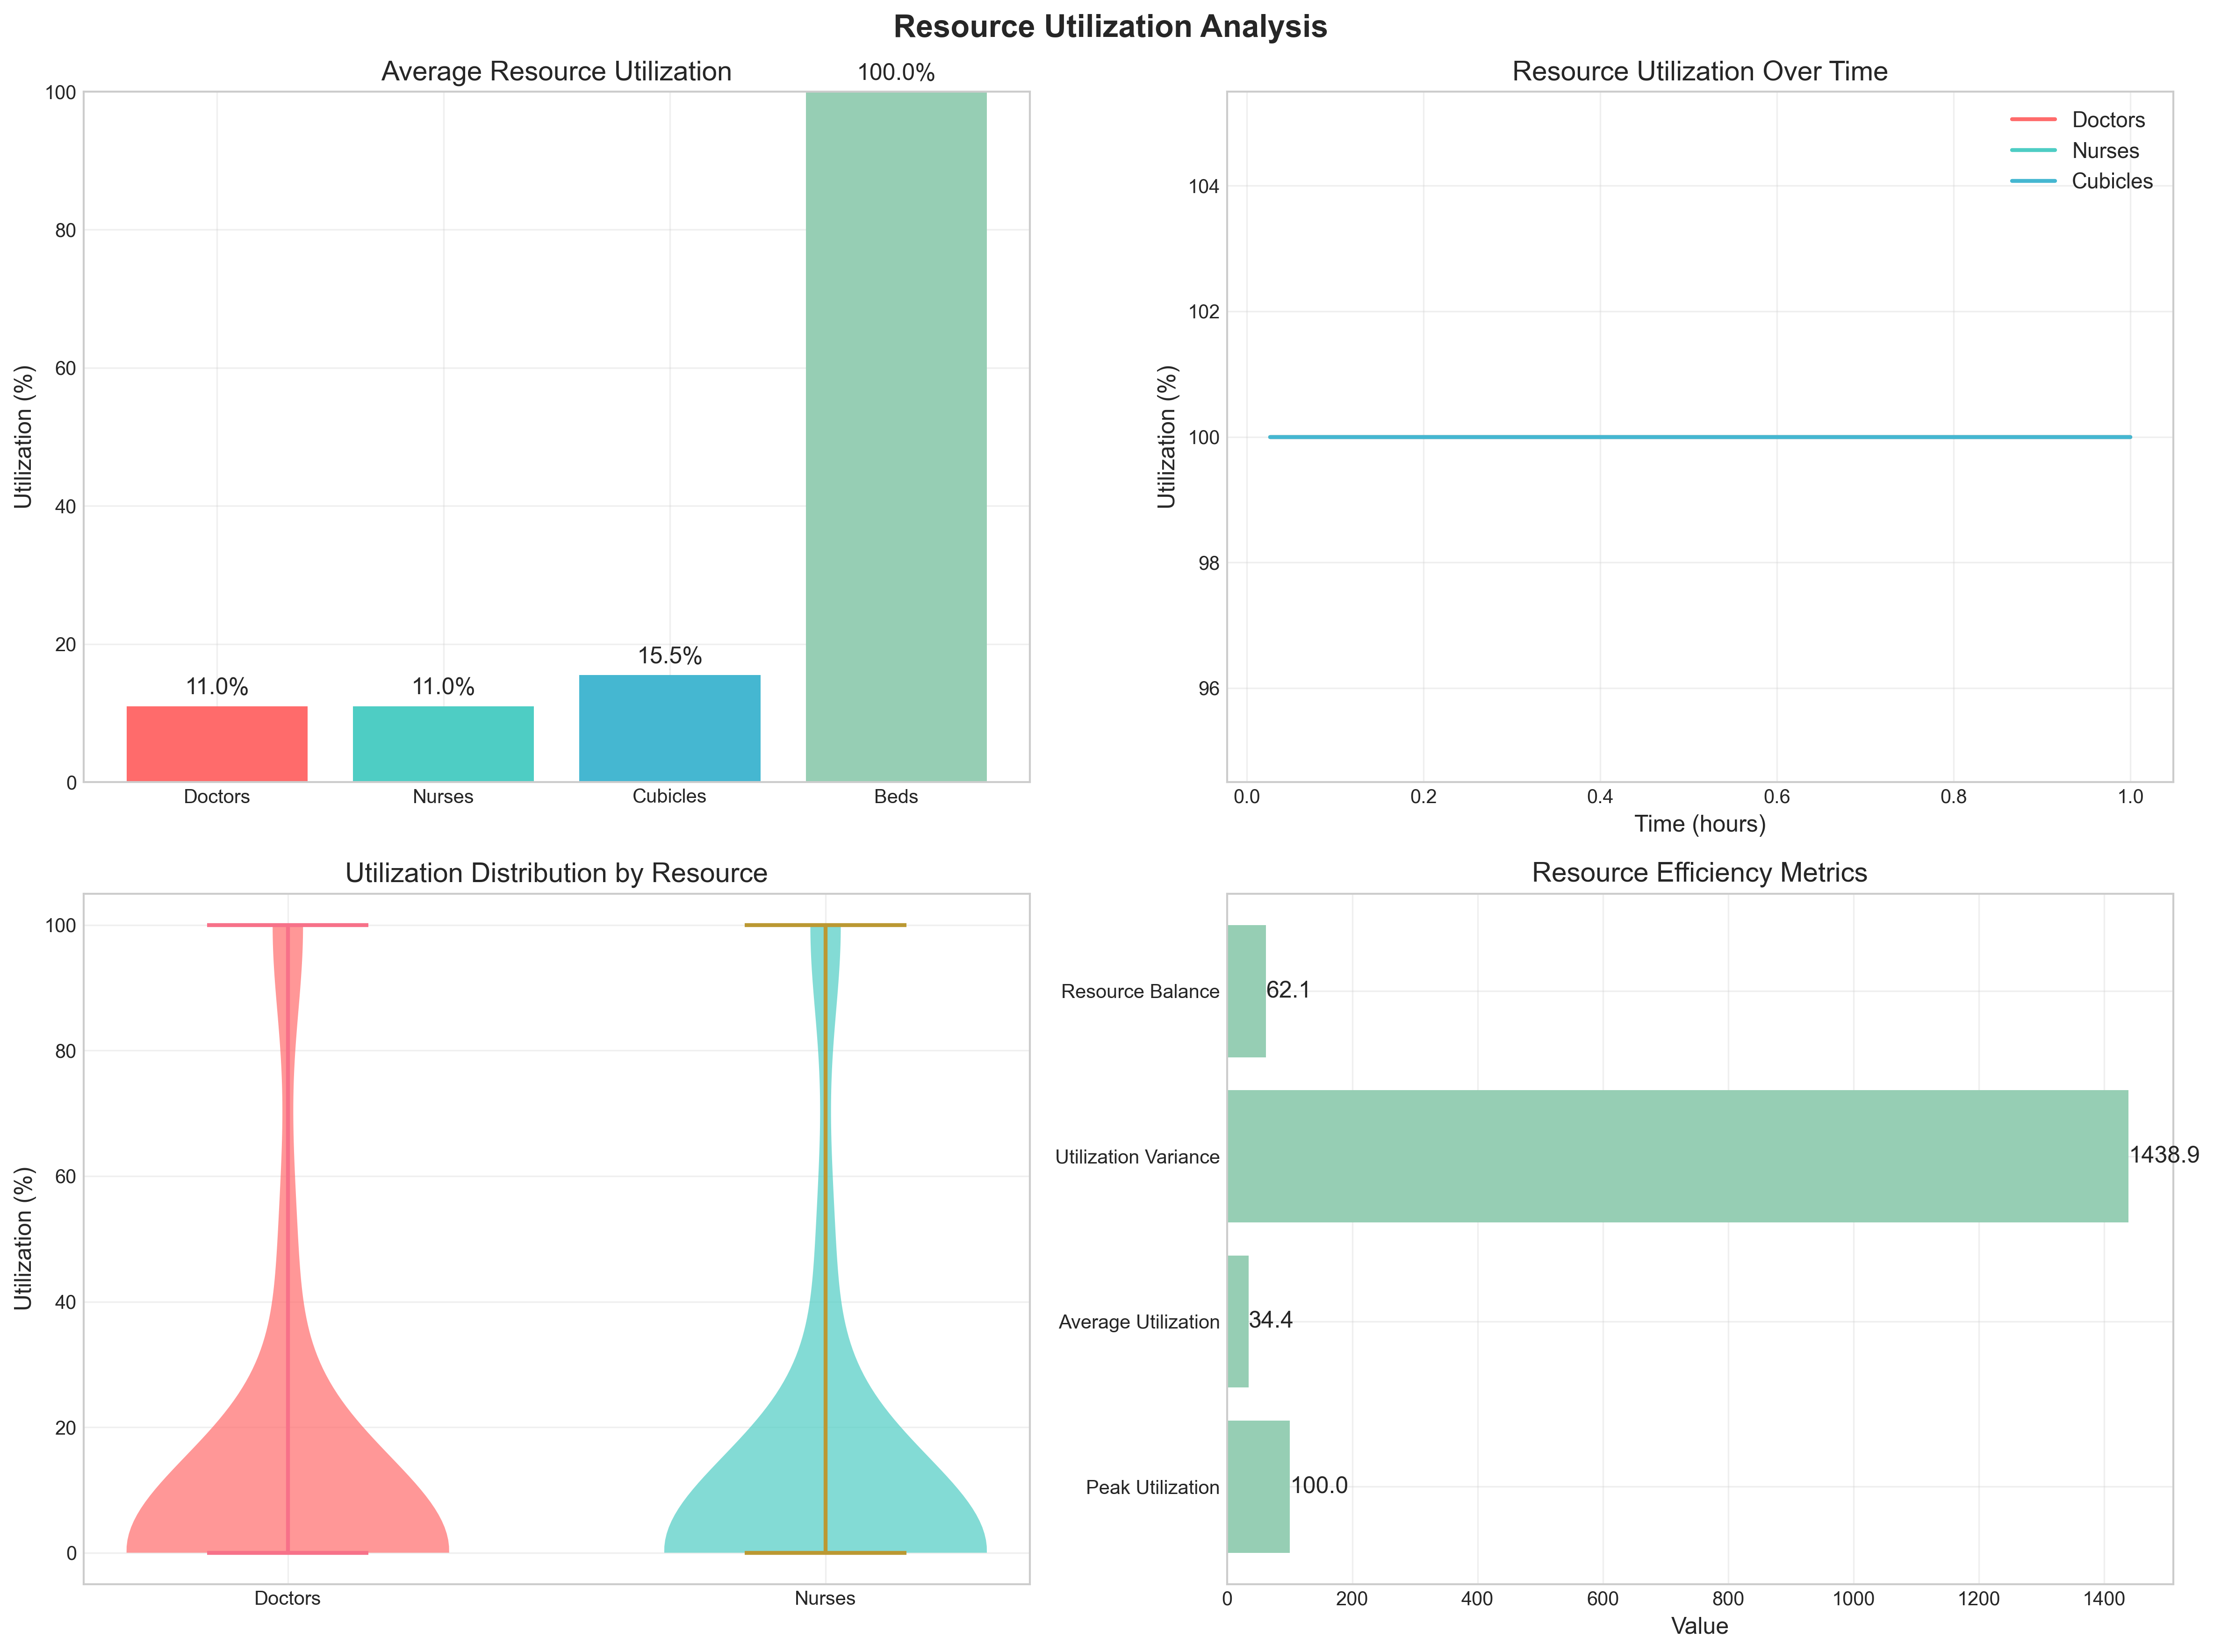 Resource Utilization Analysis
Average Resource Utilization
100.0%
100
80
60
40
20
0
Utilization (%)
11.0%
11.0%
15.5%
Doctors
Nurses
Cubicles
Beds
Resource Utilization Over Time
Doctors
Nurses
Cubicles
104
102
100
98
96
Utilization (%)
0.0
0.2
0.4
0.6
0.8
1.0
Time (hours)
Utilization Distribution by Resource
100
80
60
40
20
0
Utilization (%)
Doctors
Nurses
Resource Efficiency Metrics
Resource Balance
62.1
Utilization Variance
1438.9
Average Utilization
34.4
Peak Utilization
100.0
0
200
400
600
800
1000
1200
1400
Value